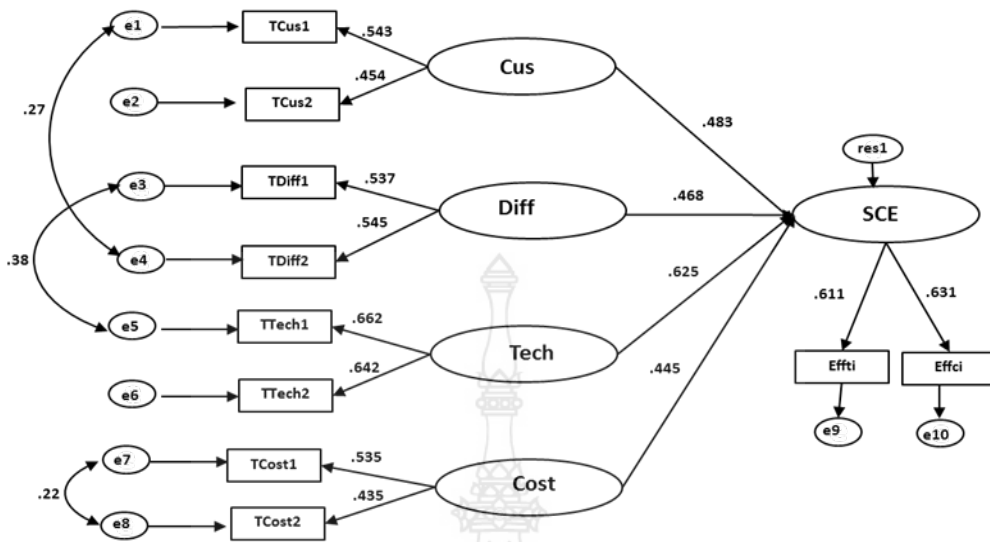 e1
TCus1
.543
Cus
e2
TCus2
.454
.27
.483
res1
e3
TDiff1
.537
Diff
.468
SCE
e4
TDiff2
.545
.38
.625
.611
.631
e5
TTech1
.662
Tech
.445
Effti
Effci
e6
TTech2
.642
e9
e10
e7
TCost1
.535
Cost
.22
.435
e8
TCost2